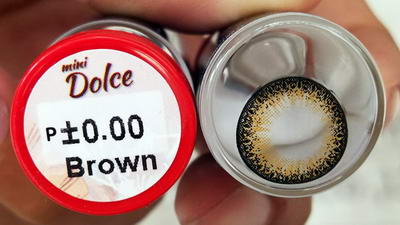 mini
Dolce
P±0.00
Brown